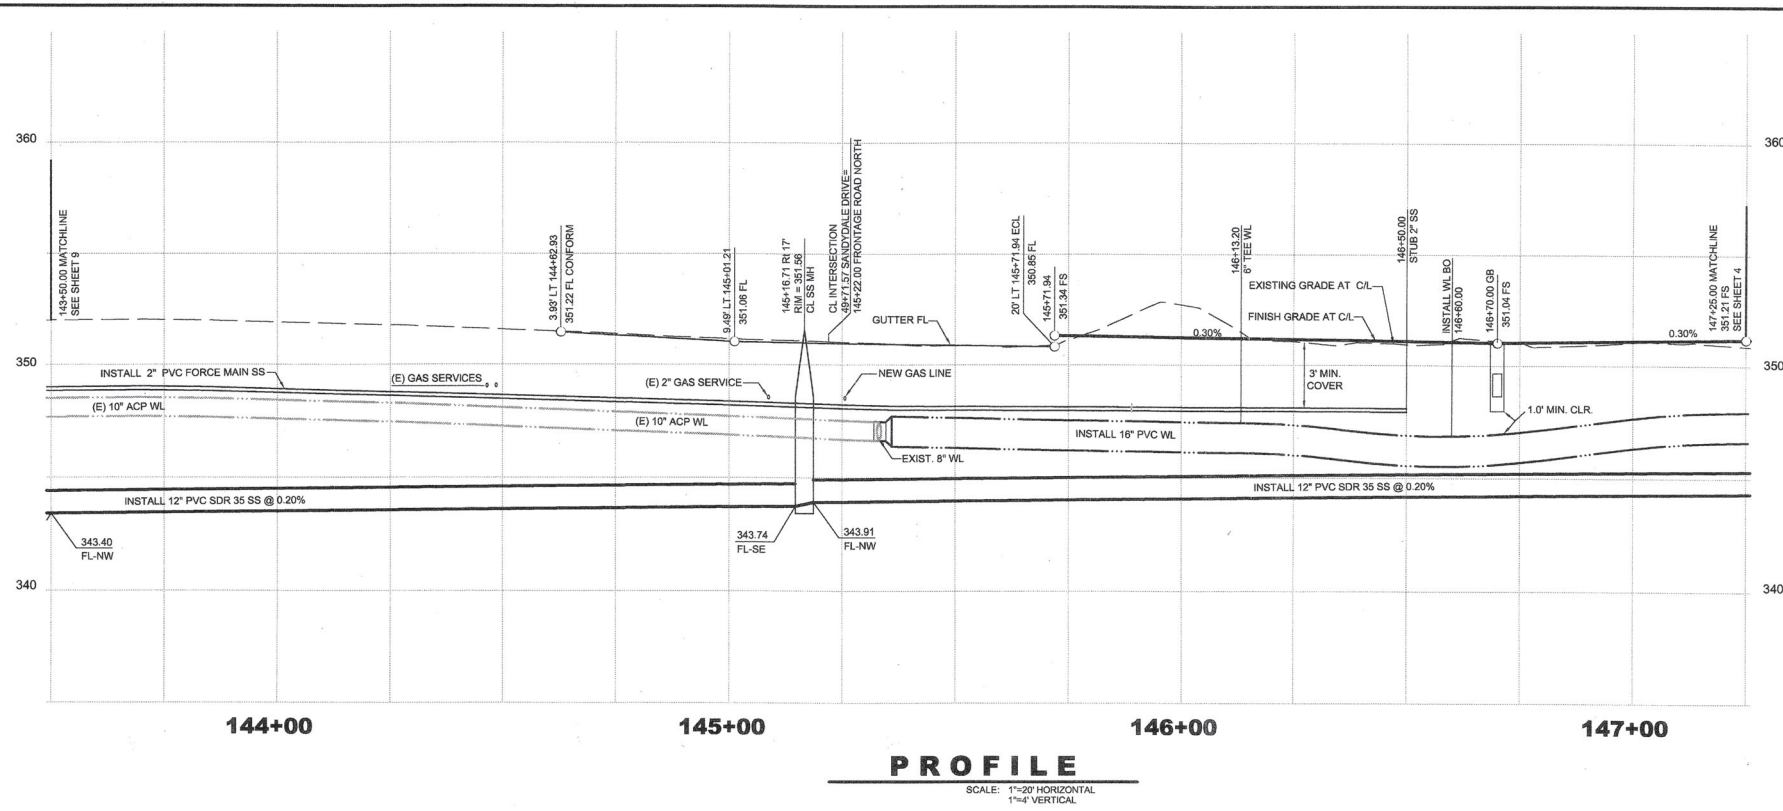 360
360
350
350
340
340
143+50.00 MATCHLINE
SEE SHEET 9
3.93' LT 144+62.93
351.22 FL CONFORM
9.49' LT 145+01.21
351.06 FL
145+16.71 Rt 17'
RIM = 351.56
CL SS MH
CL INTERSECTION
49+71.57 SANDYDALE DRIVE=
145+22.00 FRONTAGE ROAD NORTH
GUTTER FL
20' LT 145+71.94 ECL
350.85 FL
145+71.94
351.34 FS
146+13.20
6" TEE WL
EXISTING GRADE AT C/L
FINISH GRADE AT C/L
0.30%
146+50.00
STUB 2" SS
INSTALL WL BO
146+60.00
146+70.00 GB
351.04 FS
0.30%
147+25.00 MATCHLINE
351.21 FS
SEE SHEET 4
INSTALL 2" PVC FORCE MAIN SS
(E) GAS SERVICES
(E) 2" GAS SERVICE
NEW GAS LINE
3' MIN.
COVER
(E) 10" ACP WL
(E) 10" ACP WL
EXIST. 8" WL
INSTALL 16" PVC WL
1.0' MIN. CLR.
INSTALL 12" PVC SDR 35 SS @ 0.20%
INSTALL 12" PVC SDR 35 SS @ 0.20%
343.40
FL-NW
343.74
FL-SE
343.91
FL-NW
144+00
145+00
146+00
147+00
PROFILE
SCALE: 1"=20' HORIZONTAL
1"=4' VERTICAL